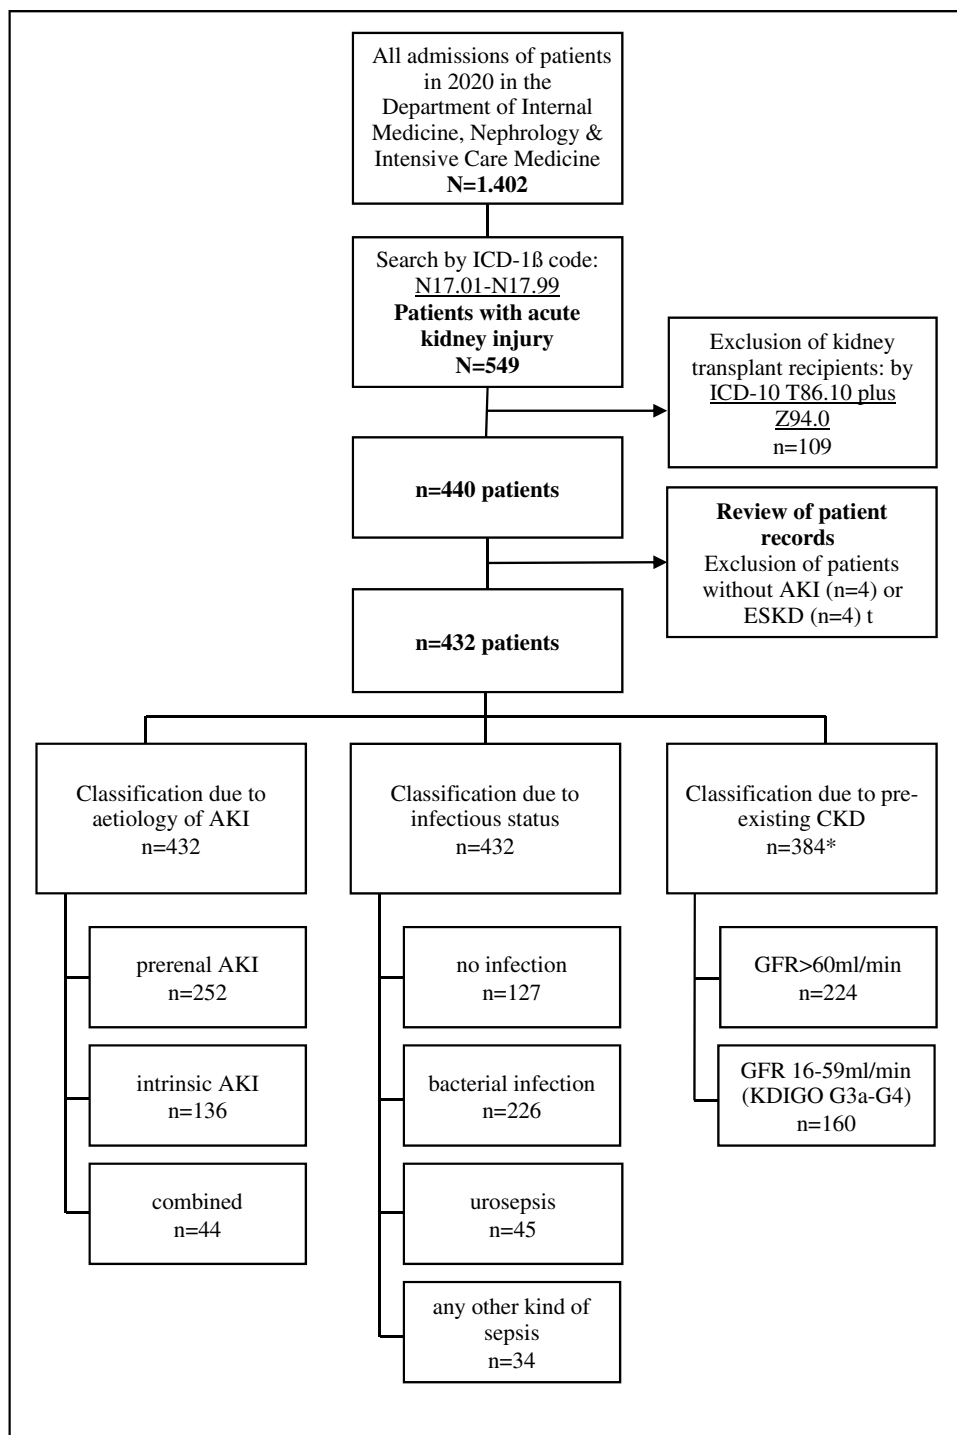 All admissions of patients
in 2020 in the
Department of Internal
Medicine, Nephrology &
Intensive Care Medicine
N=1.402
Search by ICD-1ß code:
N17.01-N17.99
Patients with acute
kidney injury
N=549
Exclusion of kidney
transplant recipients: by
ICD-10 T86.10 plus
Z94.0
n=109
n=440 patients
Review of patient
records
Exclusion of patients
without AKI (n=4) or
ESKD (n=4) t
n=432 patients
Classification due to
aetiology of AKI
n=432
Classification due to
infectious status
n=432
Classification due to pre-
existing CKD
n=384*
prerenal AKI
n=252
intrinsic AKI
n=136
combined
n=44
no infection
n=127
bacterial infection
n=226
urosepsis
n=45
any other kind of
sepsis
n=34
GFR>60ml/min
n=224
GFR 16-59ml/min
(KDIGO G3a-G4)
n=160